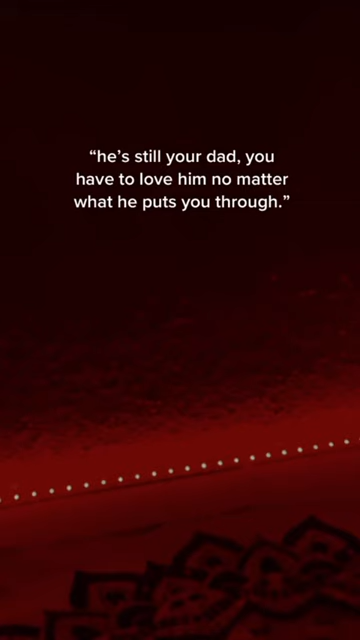 “he’s still your dad, you
have to love him no matter
what he puts you through.”